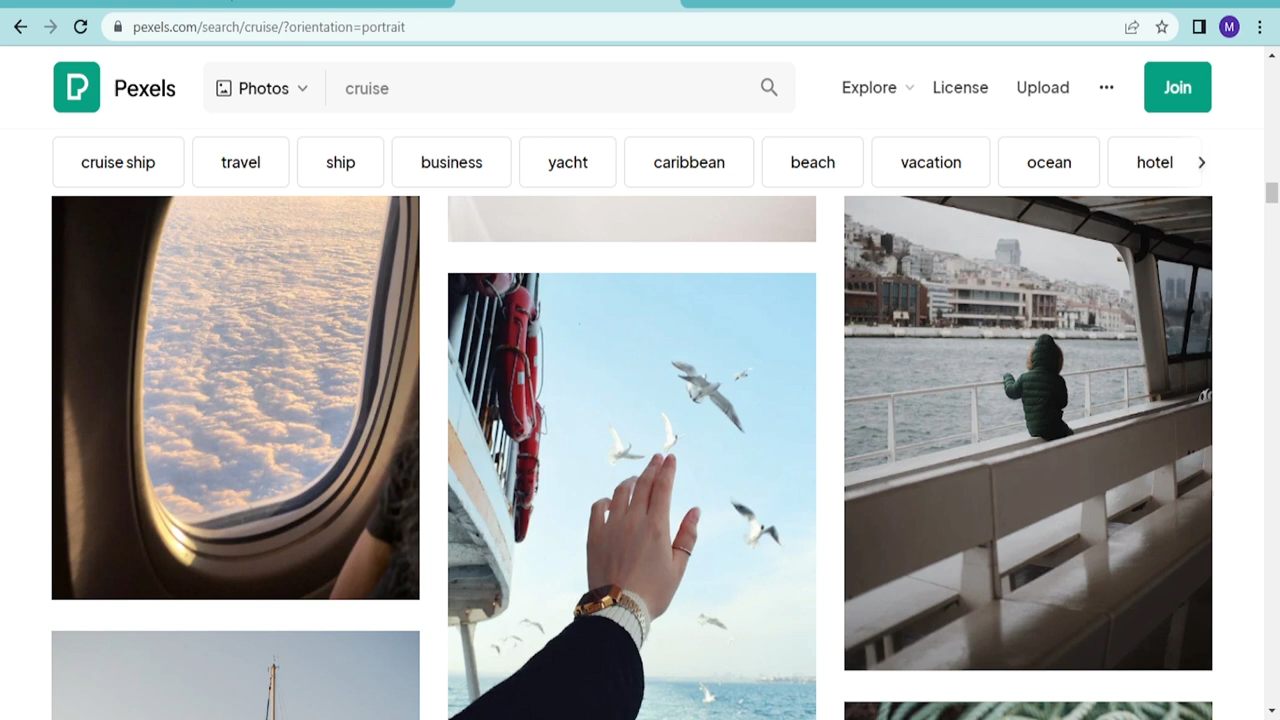 pexels.com/search/cruise/?orientation=portrait
M
Pexels
Photos
cruise
Explore
License
Upload
Join
cruise ship
travel
ship
business
yacht
caribbean
beach
vacation
ocean
hotel